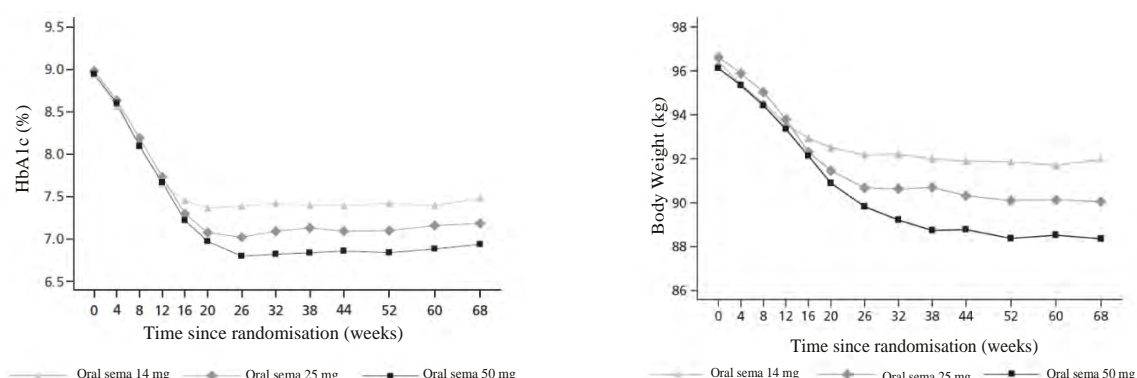 9.5
9.0
8.5
8.0
7.5
7.0
6.5
HbA1c (%)
0 4 8 12 16 20 26 32 38 44 52 60 68
Time since randomisation (weeks)
Oral sema 14 mg Oral sema 25 mg Oral sema 50 mg
98
96
94
92
90
88
86
Body Weight (kg)
0 4 8 12 16 20 26 32 38 44 52 60 68
Time since randomisation (weeks)
Oral sema 14 mg Oral sema 25 mg Oral sema 50 mg